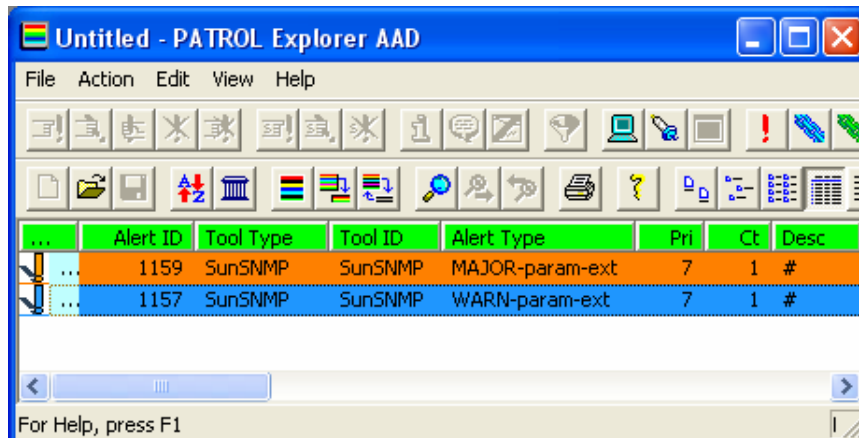 Untitled - PATROL Explorer AAD
File Action Edit View Help
... Alert ID Tool Type Tool ID Alert Type Pri Ct Desc
... 1159 SunSNMP SunSNMP MAJOR-param-ext 7 1 #
... 1157 SunSNMP SunSNMP WARN-param-ext 7 1 #
For Help, press F1